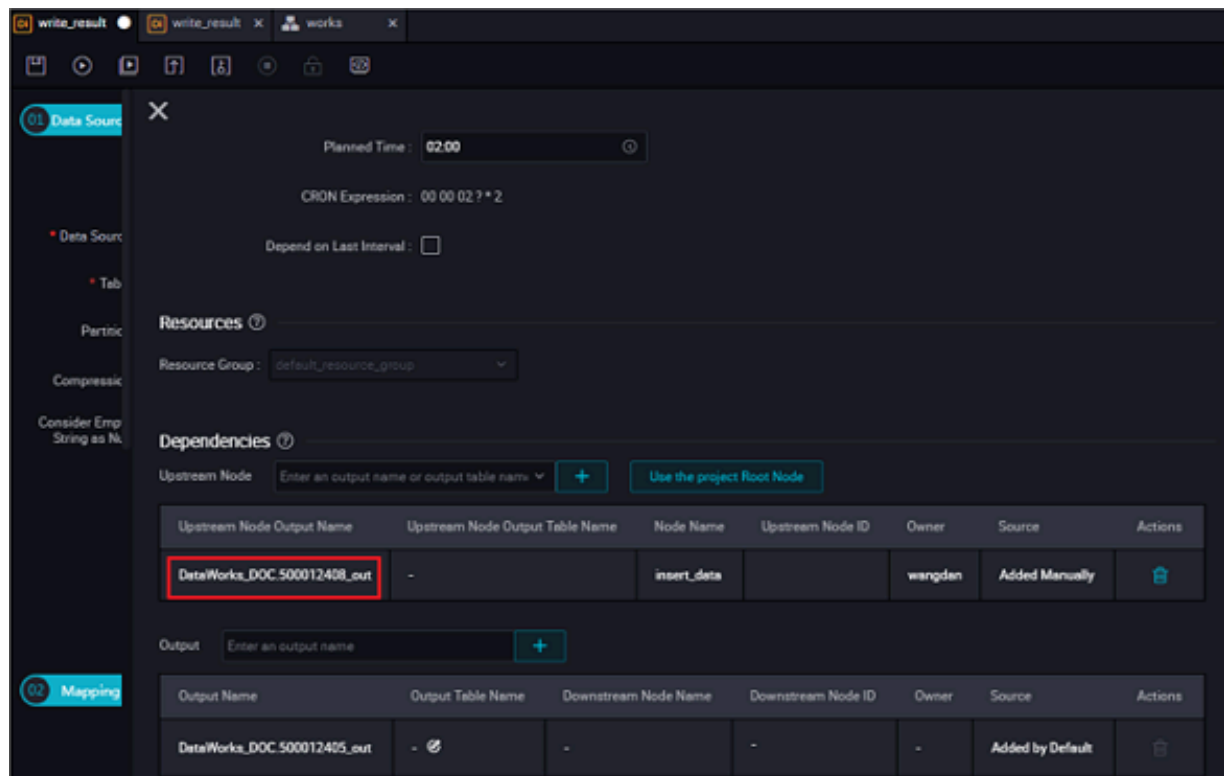 DI write_result DI write_result × works ×
01 Data Sourc
Planned Time : 02:00
CRON Expression : 00 00 02 ? * 2
* Data Sourc
Depend on Last Interval :
* Tab
Partitic
Resources ?
Compressic
Resource Group : default_resource_group
Consider Emp
String as Nu
Dependencies ?
Upstream Node Enter an output name or output table name + Use the project Root Node
Upstream Node Output Name Upstream Node Output Table Name Node Name Upstream Node ID Owner Source Actions
DataWorks_DOC.500012408_out - insert_data wangdan Added Manually
Output Enter an output name +
02 Mapping
Output Name Output Table Name Downstream Node Name Downstream Node ID Owner Source Actions
DataWorks_DOC.500012405_out - - - - Added by Default